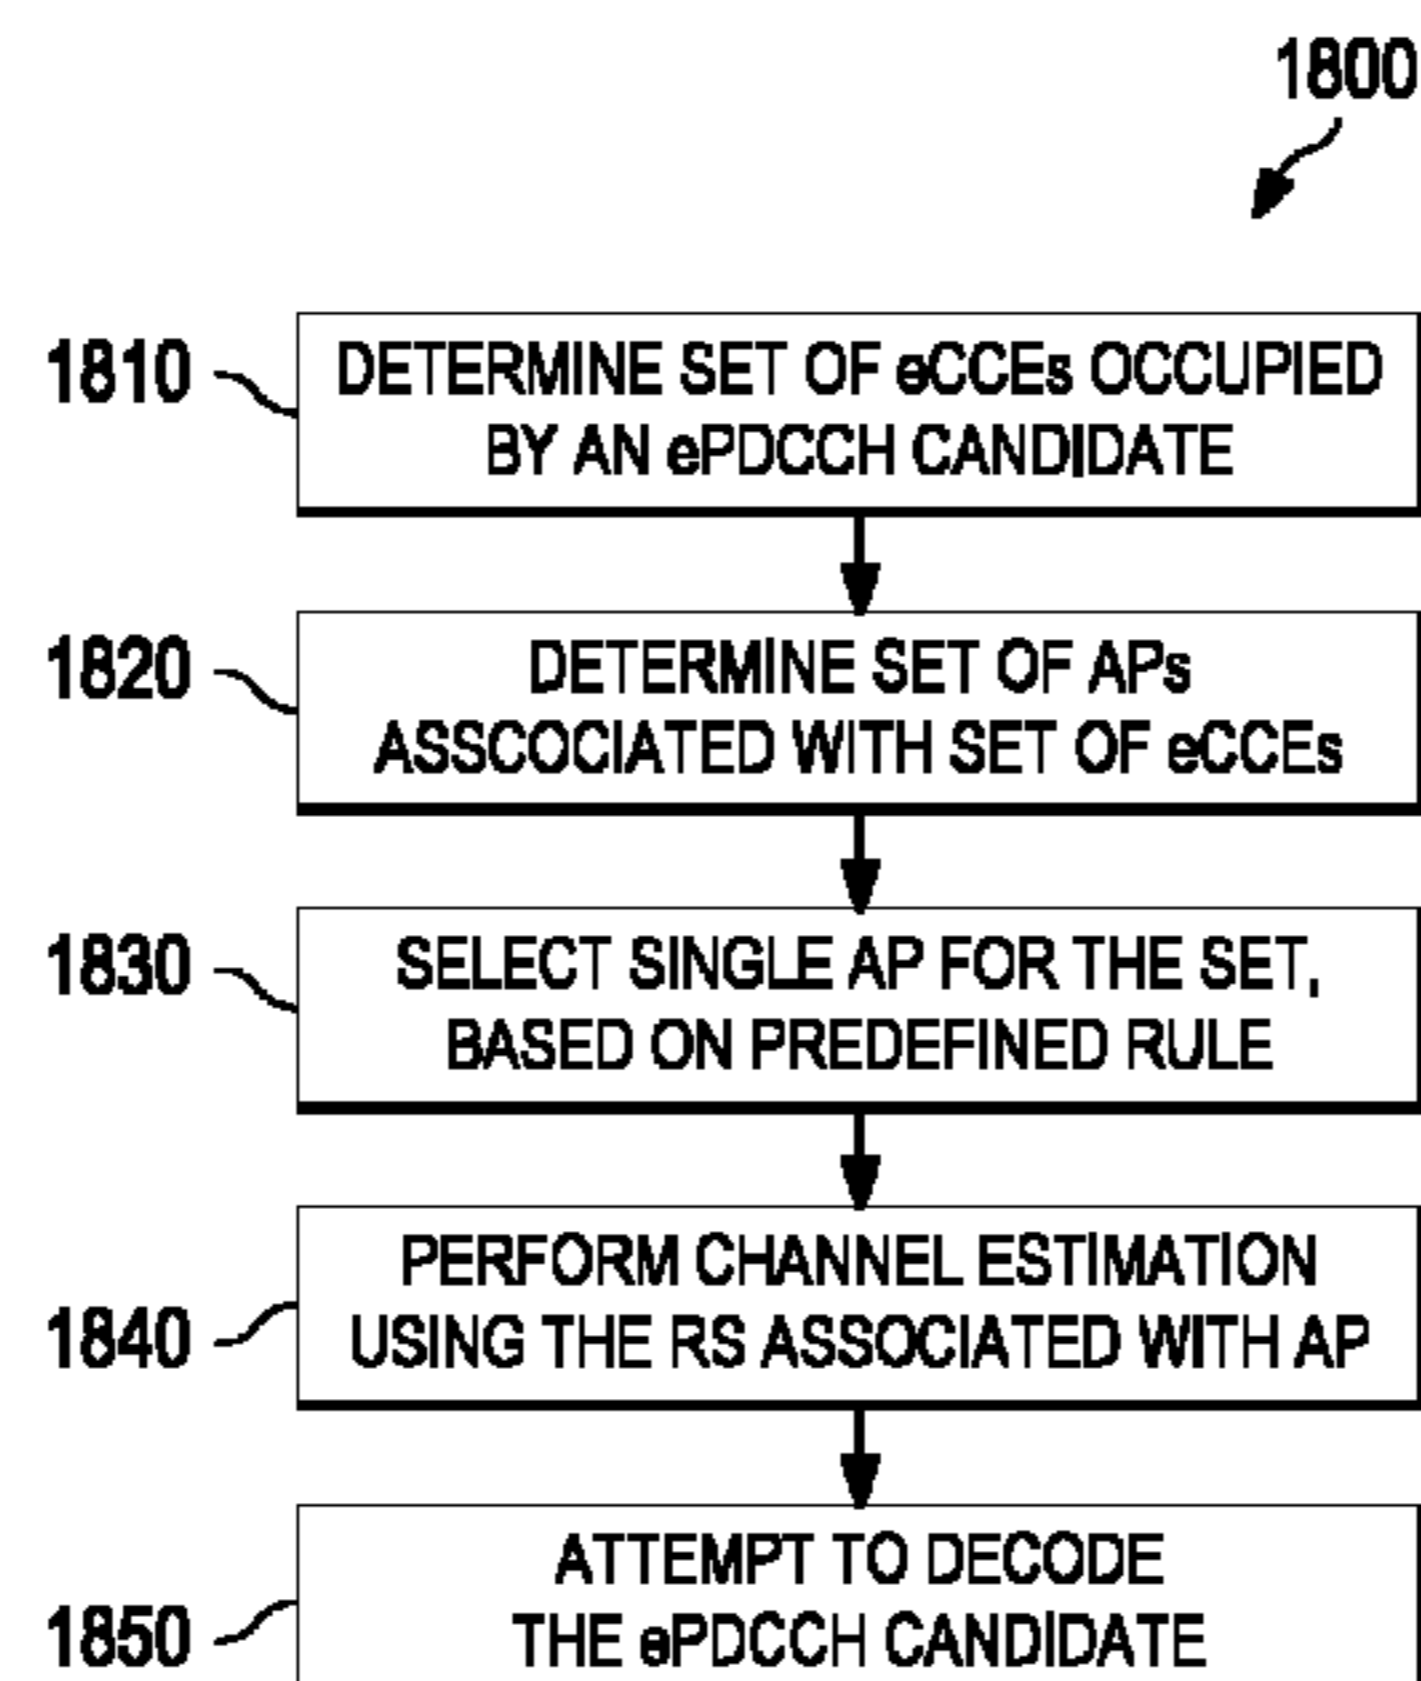 1800
1810
DETERMINE SET OF eCCEs OCCUPIED
BY AN ePDCCH CANDIDATE
1820
DETERMINE SET OF APs
ASSCOCIATED WITH SET OF eCCEs
1830
SELECT SINGLE AP FOR THE SET,
BASED ON PREDEFINED RULE
1840
PERFORM CHANNEL ESTIMATION
USING THE RS ASSOCIATED WITH AP
1850
ATTEMPT TO DECODE
THE ePDCCH CANDIDATE